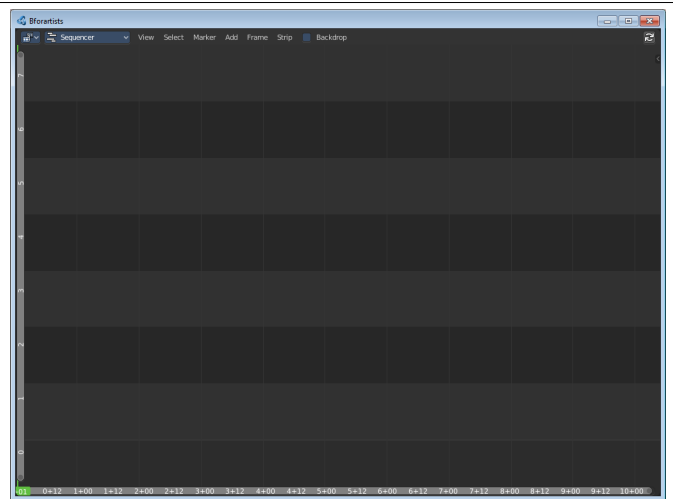 Bforartists
Sequencer View Select Marker Add Frame Strip Backdrop
7
6
5
4
3
2
1
0
01 0+12 1+00 1+12 2+00 2+12 3+00 3+12 4+00 4+12 5+00 5+12 6+00 6+12 7+00 7+12 8+00 8+12 9+00 9+12 10+00